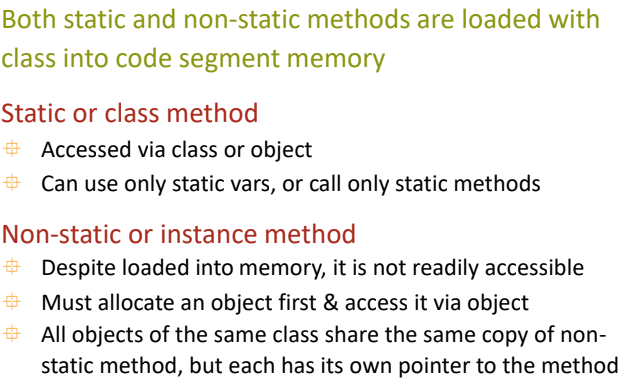 Both static and non-static methods are loaded with
class into code segment memory
Static or class method
Accessed via class or object
Can use only static vars, or call only static methods
Non-static or instance method
Despite loaded into memory, it is not readily accessible
Must allocate an object first & access it via object
All objects of the same class share the same copy of non-
static method, but each has its own pointer to the method